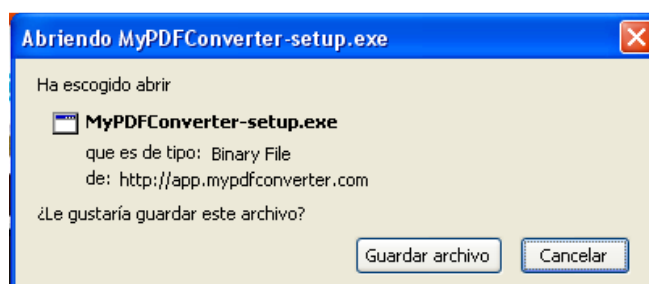 Abriendo MyPDFConverter-setup.exe
Ha escogido abrir
MyPDFConverter-setup.exe
que es de tipo: Binary File
de: http://app.mypdfconverter.com
¿Le gustaría guardar este archivo?
Guardar archivo Cancelar